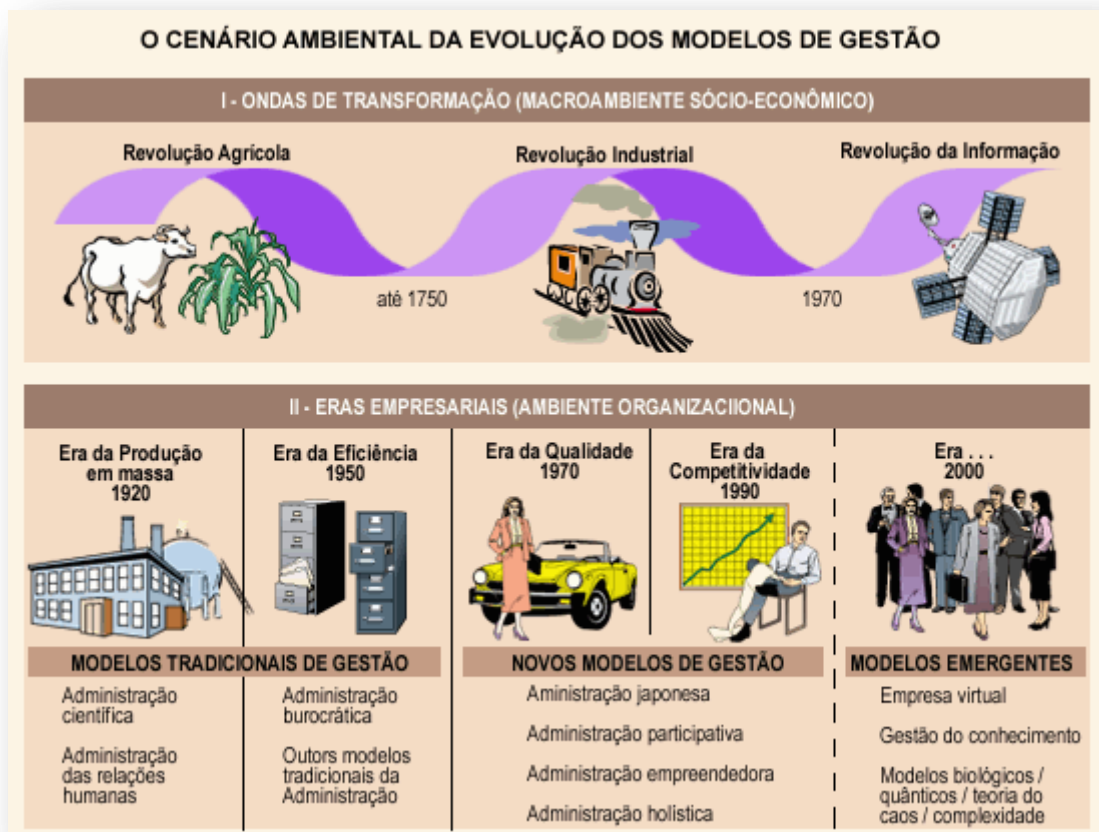 O CENÁRIO AMBIENTAL DA EVOLUÇÃO DOS MODELOS DE GESTÃO
I - ONDAS DE TRANSFORMAÇÃO (MACROAMBIENTE SÓCIO-ECONÔMICO)
Revolução Agrícola
Revolução Industrial
Revolução da Informação
até 1750
1970
II - ERAS EMPRESARIAIS (AMBIENTE ORGANIZACIIONAL)
Era da Produção
em massa
1920
Era da Eficiência
1950
Era da Qualidade
1970
Era da
Competitividade
1990
Era . . .
2000
MODELOS TRADICIONAIS DE GESTÃO
Administração
científica
Administração
das relações
humanas
Administração
burocrática
Outors modelos
tradicionais da
Administração
NOVOS MODELOS DE GESTÃO
Aministração japonesa
Administração participativa
Administração empreendedora
Administração holística
MODELOS EMERGENTES
Empresa virtual
Gestão do conhecimento
Modelos biológicos /
quânticos / teoria do
caos / complexidade